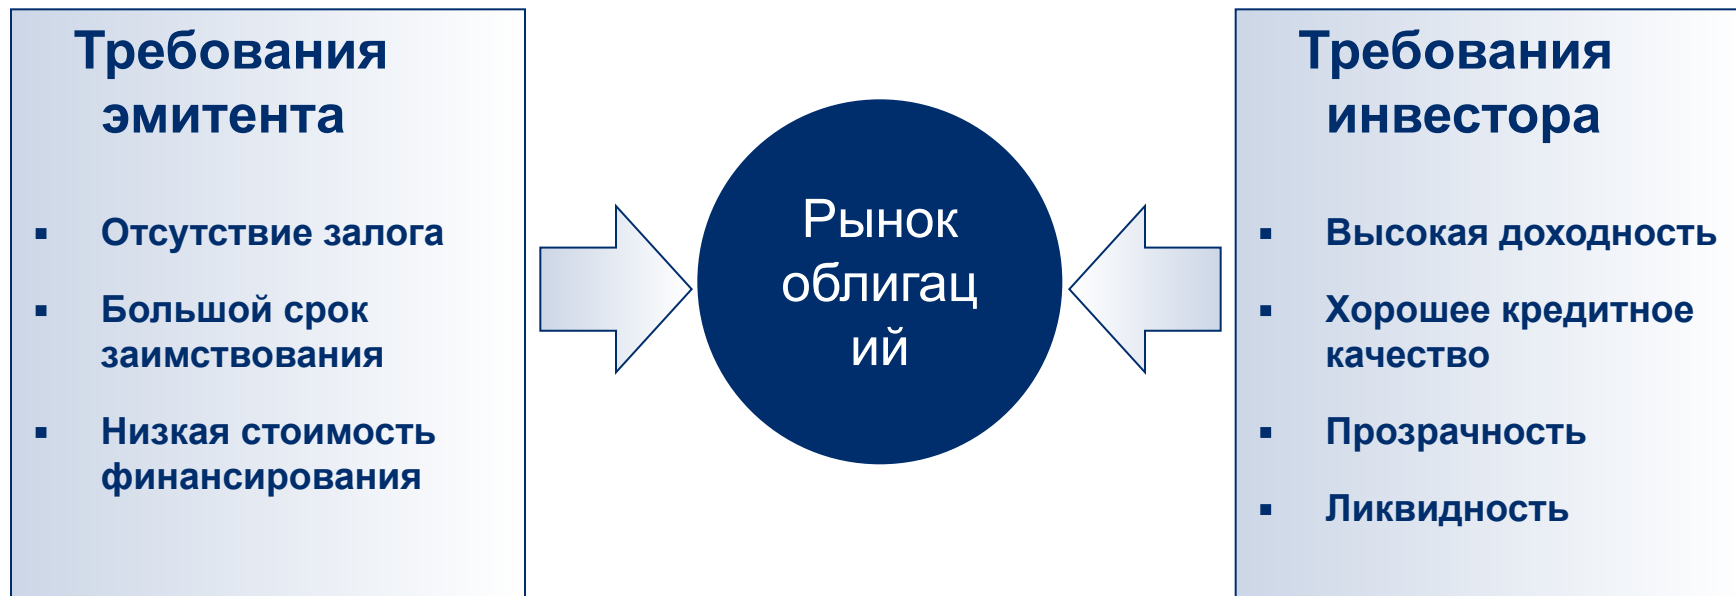 Требования
эмитента
▪ Отсутствие залога
▪ Большой срок
заимствования
▪ Низкая стоимость
финансирования
Рынок
облигац
ий
Требования
инвестора
▪ Высокая доходность
▪ Хорошее кредитное
качество
▪ Прозрачность
▪ Ликвидность